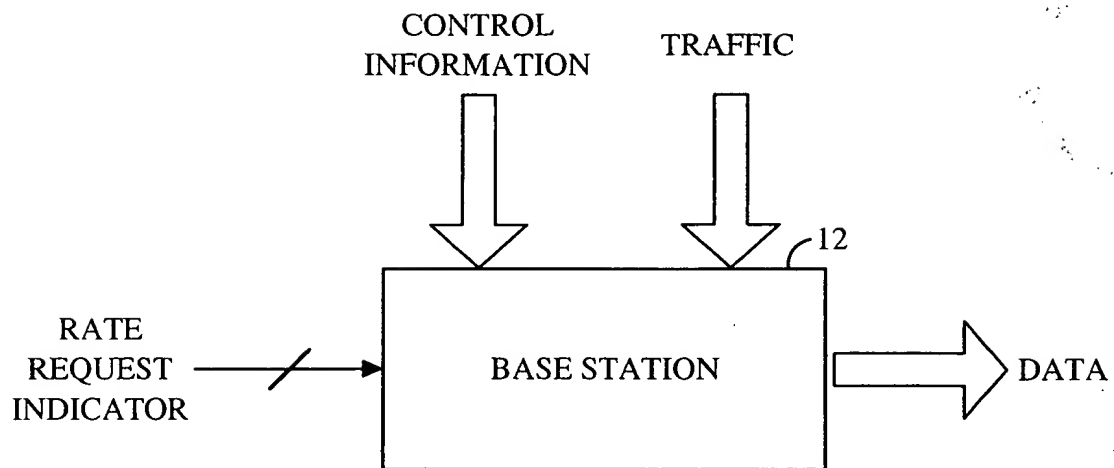 CONTROL
INFORMATION
TRAFFIC
12
RATE
REQUEST
INDICATOR
BASE STATION
DATA